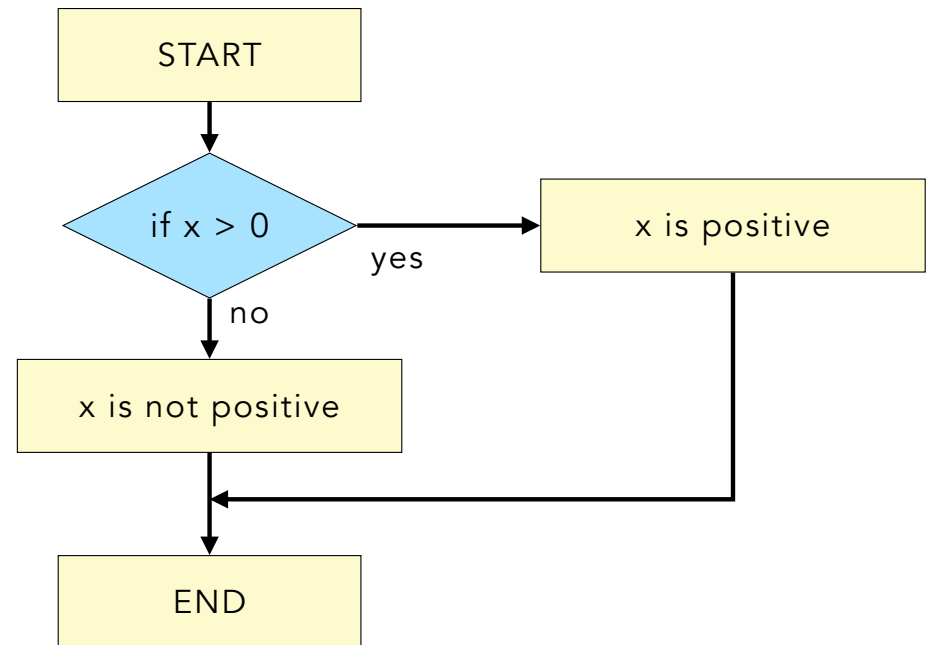 START
if x > 0
yes
x is positive
no
x is not positive
END